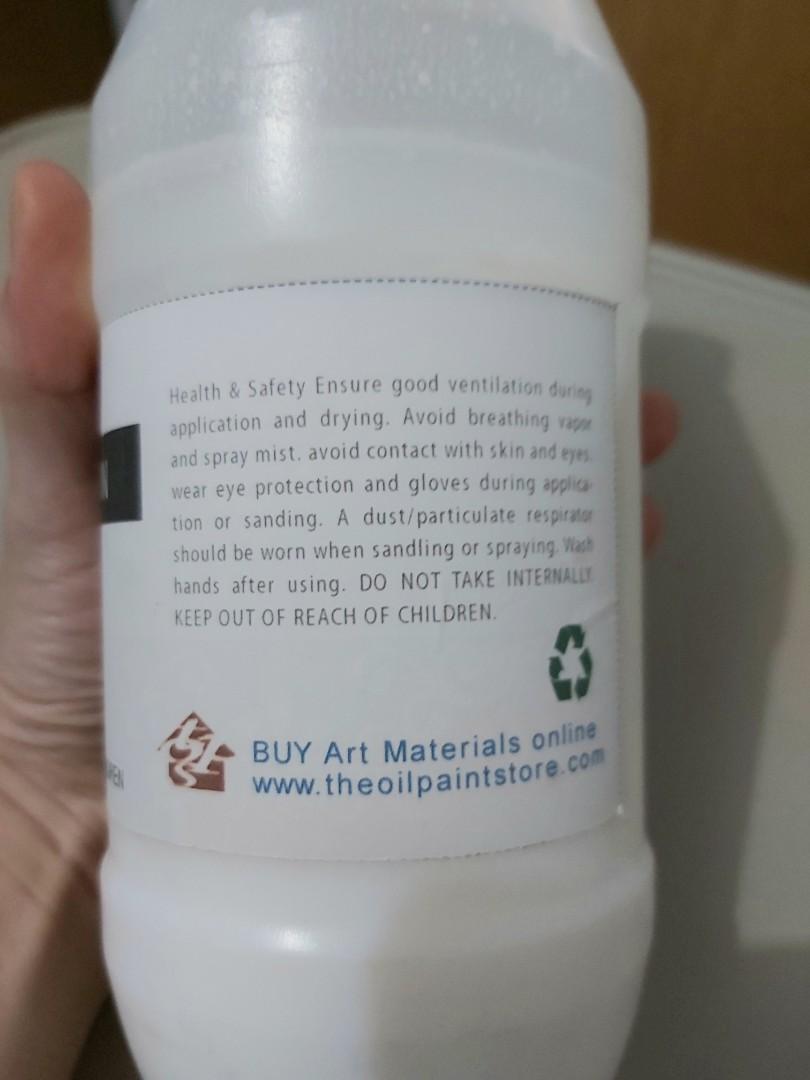 Health & Safety Ensure good ventilation during
application and drying. Avoid breathing vapor
and spray mist. avoid contact with skin and eyes.
wear eye protection and gloves during applica-
tion or sanding. A dust/particulate respirator
should be worn when sandling or spraying. Wash
hands after using. DO NOT TAKE INTERNALLY.
KEEP OUT OF REACH OF CHILDREN.
BUY Art Materials online
www.theoilpaintstore.com